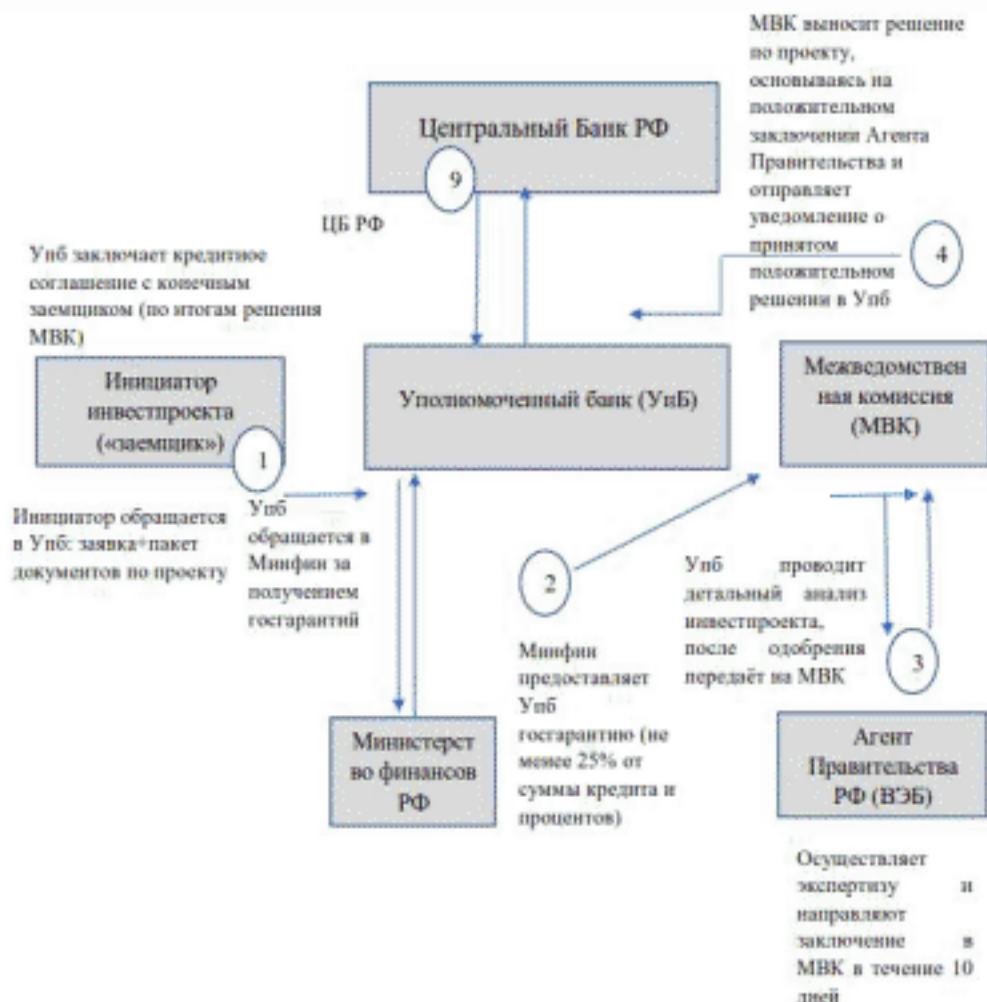 МВК выносит решение
по проекту,
основываясь на
положительном
заключении Агента
Правительства и
отправляет
уведомление о
принятом
положительном
решении в Упб
4
Центральный Банк РФ
9
ЦБ РФ
Упб заключает кредитное
соглашение с конечным
заемщиком (по итогам решения
МВК)
Инициатор
инвестпроекта
(«заемщик»)
1
Уполномоченный банк (УпБ)
Межведомствен
ная комиссия
(МВК)
Инициатор обращается
в Упб: заявка+пакет
документов по проекту
Упб
обращается в
Минфин за
получением
госгарантий
2
Упб проводит
детальный анализ
инвестпроекта,
после одобрения
передаёт на МВК
3
Минфин
предоставляет
Упб
госгарантию (не
менее 25% от
суммы кредита и
процентов)
Министерст
во финансов
РФ
Агент
Правительства
РФ (ВЭБ)
Осуществляет
экспертизу и
направляют
заключение в
МВК в течение 10
дней